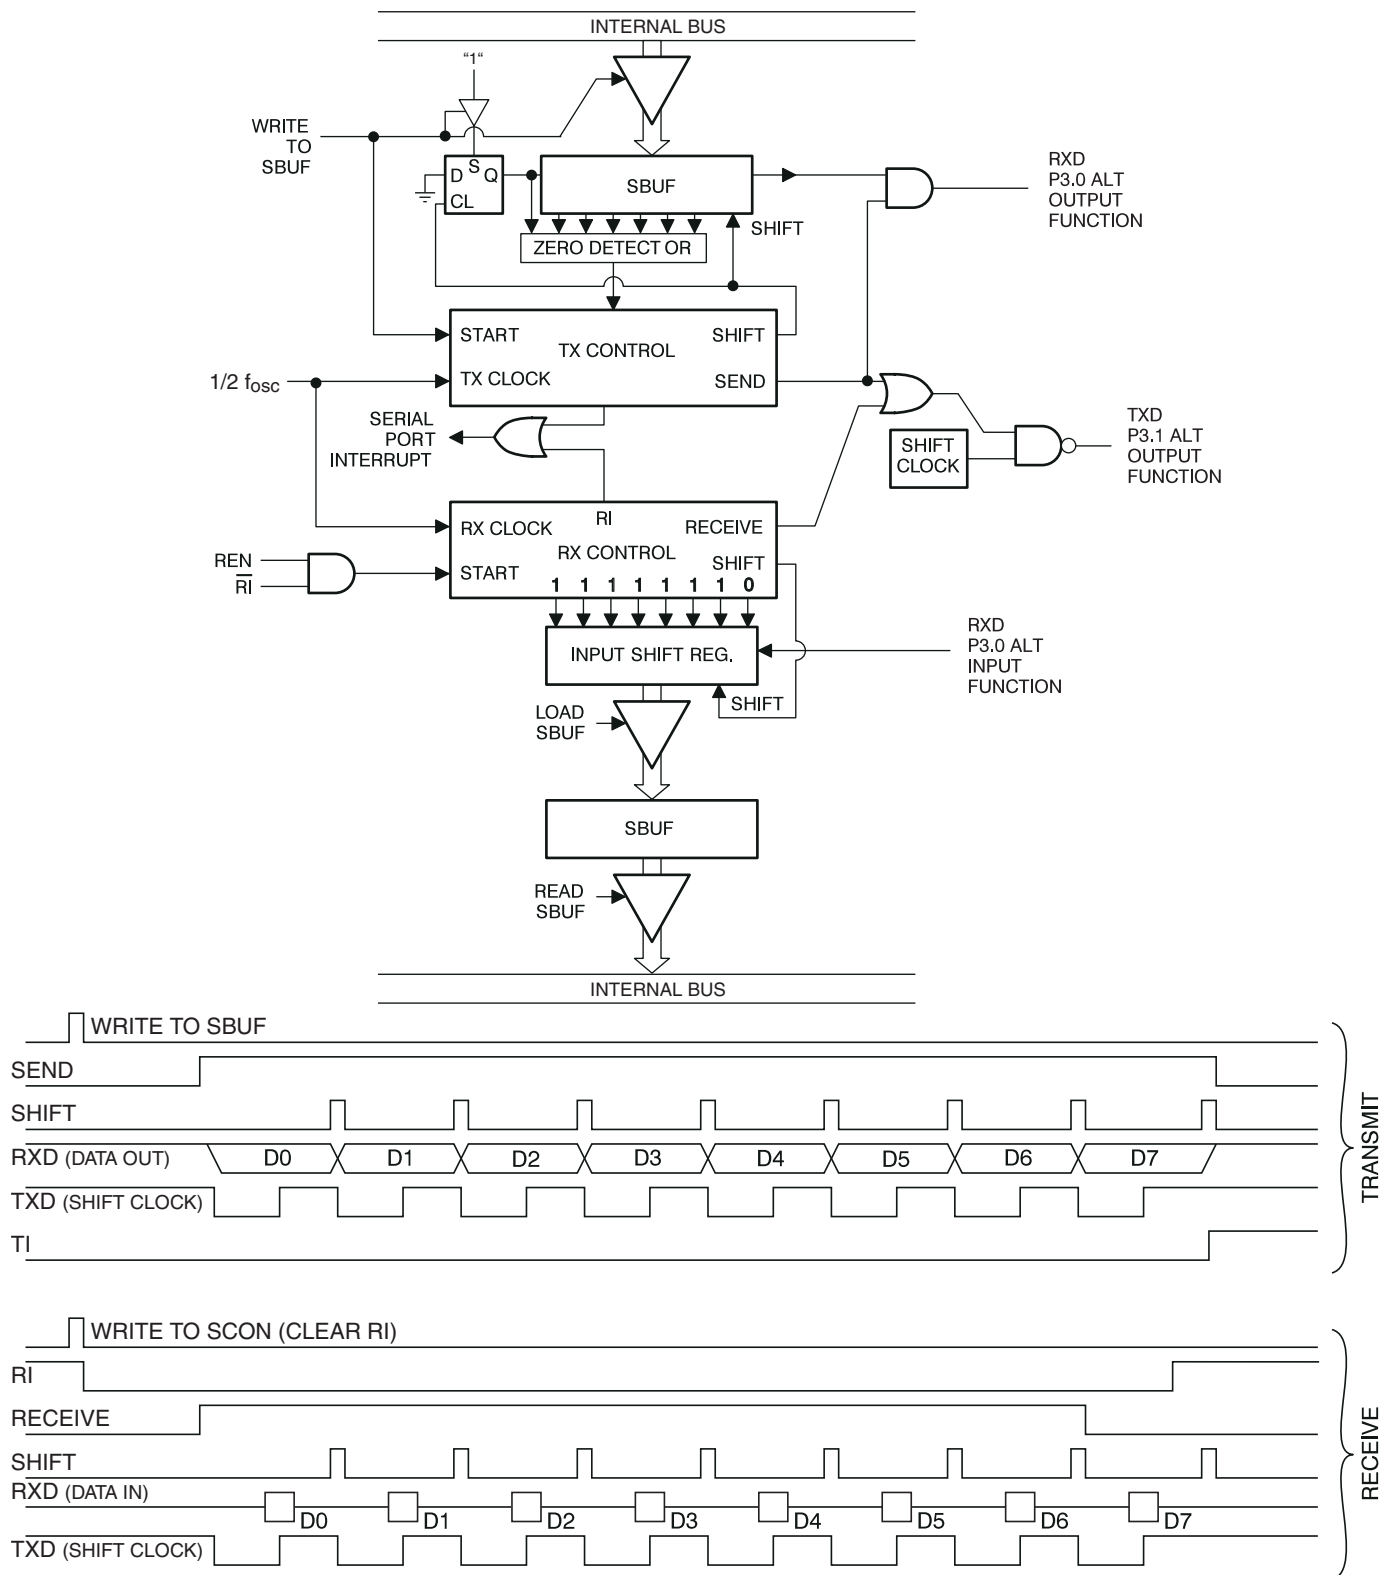 INTERNAL BUS
“1“
WRITE
TO
SBUF
S
D Q
CL
SBUF
RXD
P3.0 ALT
OUTPUT
FUNCTION
SHIFT
ZERO DETECT OR
START
SHIFT
TX CONTROL
1/2 fosc
TX CLOCK
SEND
SERIAL
PORT
INTERRUPT
SHIFT
CLOCK
TXD
P3.1 ALT
OUTPUT
FUNCTION
RX CLOCK
RI
RECEIVE
RX CONTROL
SHIFT
REN
RI
START
1 1 1 1 1 1 1 0
INPUT SHIFT REG.
RXD
P3.0 ALT
INPUT
FUNCTION
SHIFT
LOAD
SBUF
SBUF
READ
SBUF
INTERNAL BUS
WRITE TO SBUF
SEND
SHIFT
RXD (DATA OUT) D0 D1 D2 D3 D4 D5 D6 D7
TXD (SHIFT CLOCK)
TI
TRANSMIT
WRITE TO SCON (CLEAR RI)
RI
RECEIVE
SHIFT
RXD (DATA IN) D0 D1 D2 D3 D4 D5 D6 D7
TXD (SHIFT CLOCK)
RECEIVE